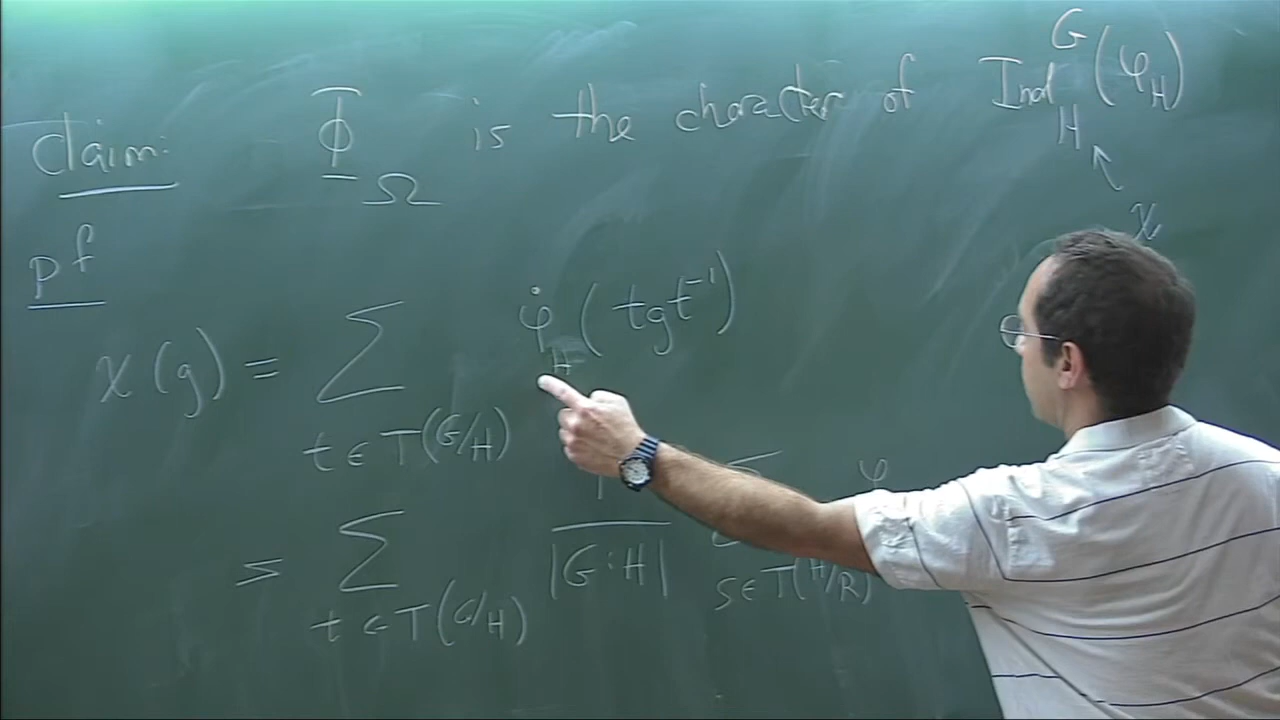 Claim: Φ_Ω is the character of Ind_H^G (φ_H)
χ
pf
χ(g) = Σ_{t∈T(G/H)} φ̇_H (tgt⁻¹)
= Σ_{t∈T(G/H)} 1/|G:H| Σ_{s∈T(H/R)} φ